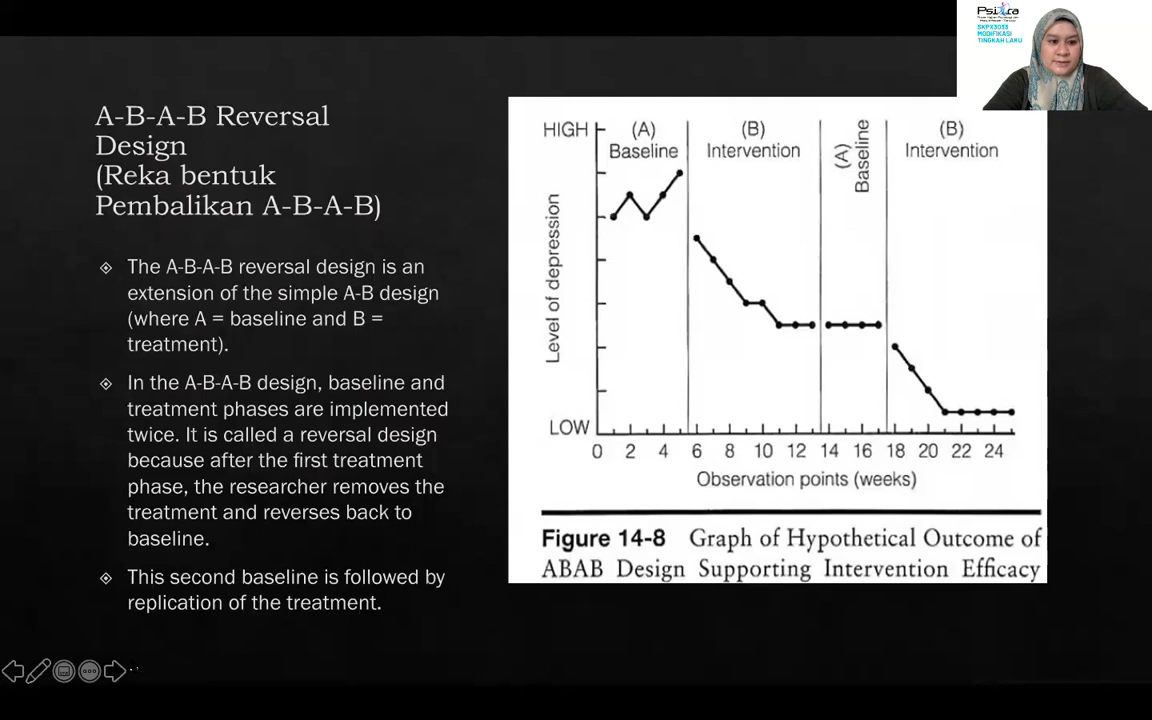 PsiXtra
SKPX3033
MODIFIKASI
TINGKAH LAKU
A-B-A-B Reversal
Design
(Reka bentuk
Pembalikan A-B-A-B)
The A-B-A-B reversal design is an
extension of the simple A-B design
(where A = baseline and B =
treatment).
In the A-B-A-B design, baseline and
treatment phases are implemented
twice. It is called a reversal design
because after the first treatment
phase, the researcher removes the
treatment and reverses back to
baseline.
This second baseline is followed by
replication of the treatment.
HIGH
(A)
Baseline
(B)
Intervention
(A)
Baseline
(B)
Intervention
Level of depression
LOW
0 2 4 6 8 10 12 14 16 18 20 22 24
Observation points (weeks)
Figure 14-8 Graph of Hypothetical Outcome of
ABAB Design Supporting Intervention Efficacy